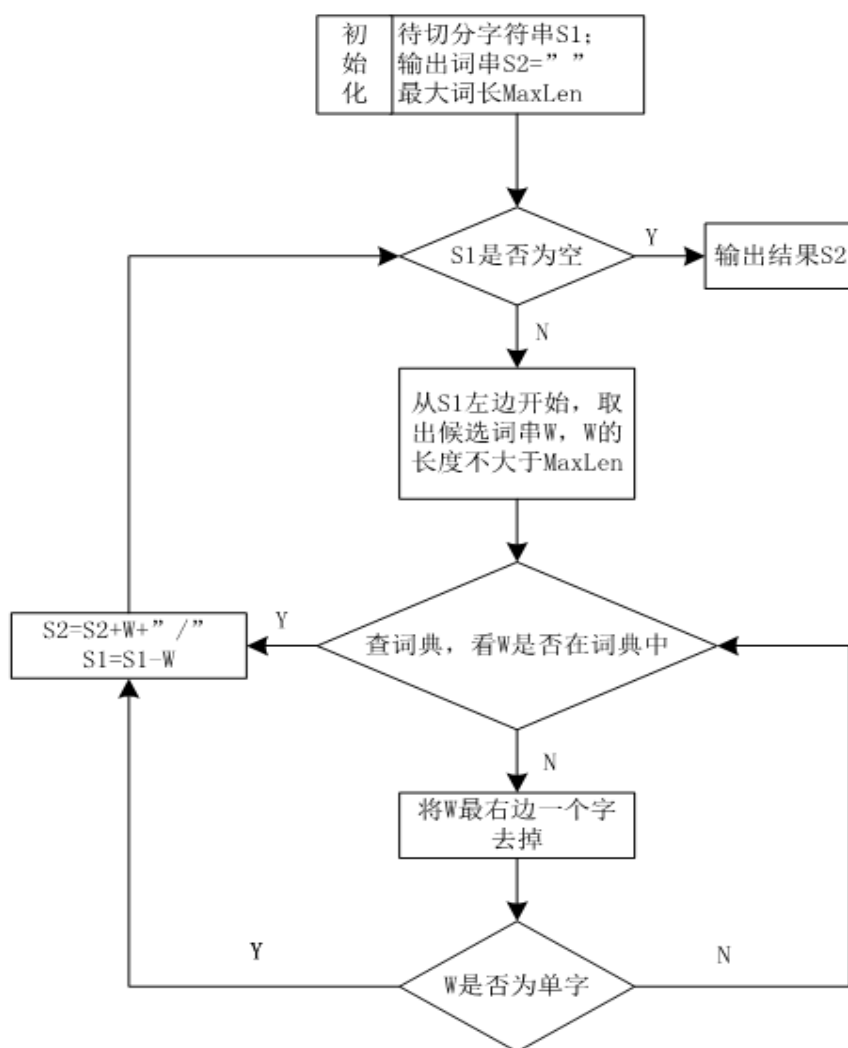 初始化
待切分字符串S1;
输出词串S2=” ”
最大词长MaxLen
S1是否为空
Y
输出结果S2
N
从S1左边开始，取
出候选词串W，W的
长度不大于MaxLen
查词典，看W是否在词典中
Y
S2=S2+W+” /”
S1=S1-W
N
将W最右边一个字
去掉
W是否为单字
Y
N